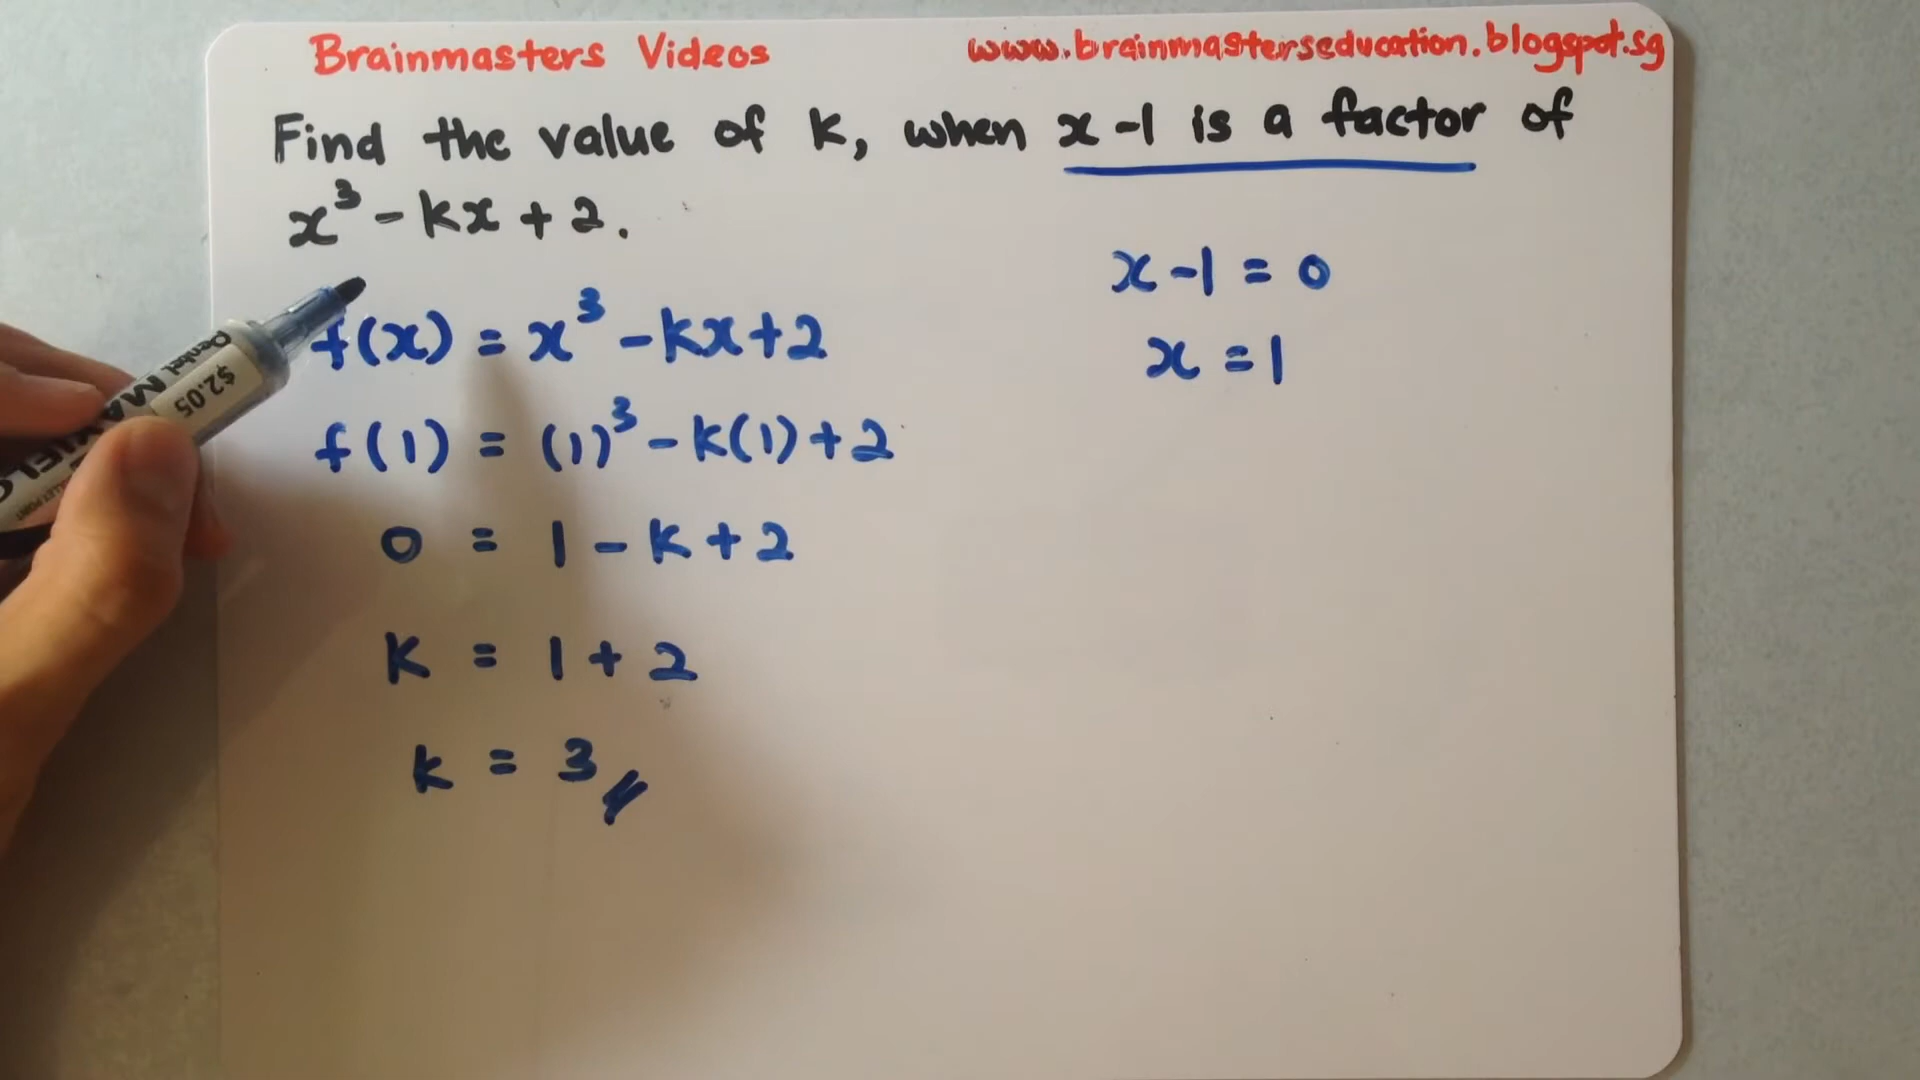 Brainmasters Videos
www.brainmasterseducation.blogspot.sg
Find the value of k, when x-1 is a factor of
x³ - kx + 2.
x-1 = 0
x = 1
f(x) = x³ - kx + 2
f(1) = (1)³ - k(1) + 2
0 = 1 - k + 2
k = 1 + 2
k = 3
Pentel
$2.05